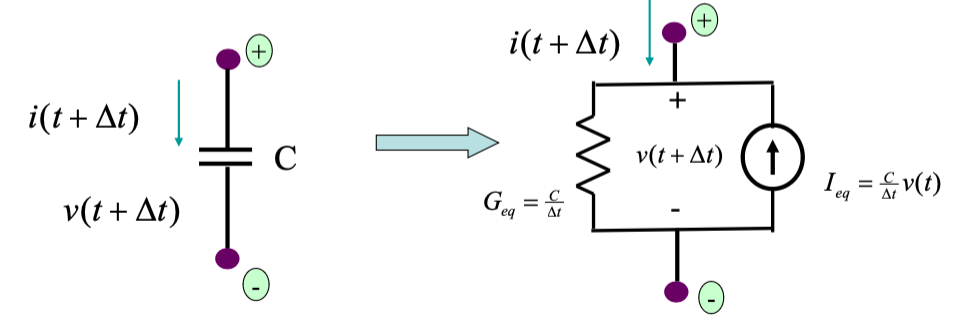 +
i(t + Δt)
C
v(t + Δt)
-
i(t + Δt)
+
+
v(t + Δt)
G_eq = C/Δt
I_eq = C/Δt v(t)
-
-